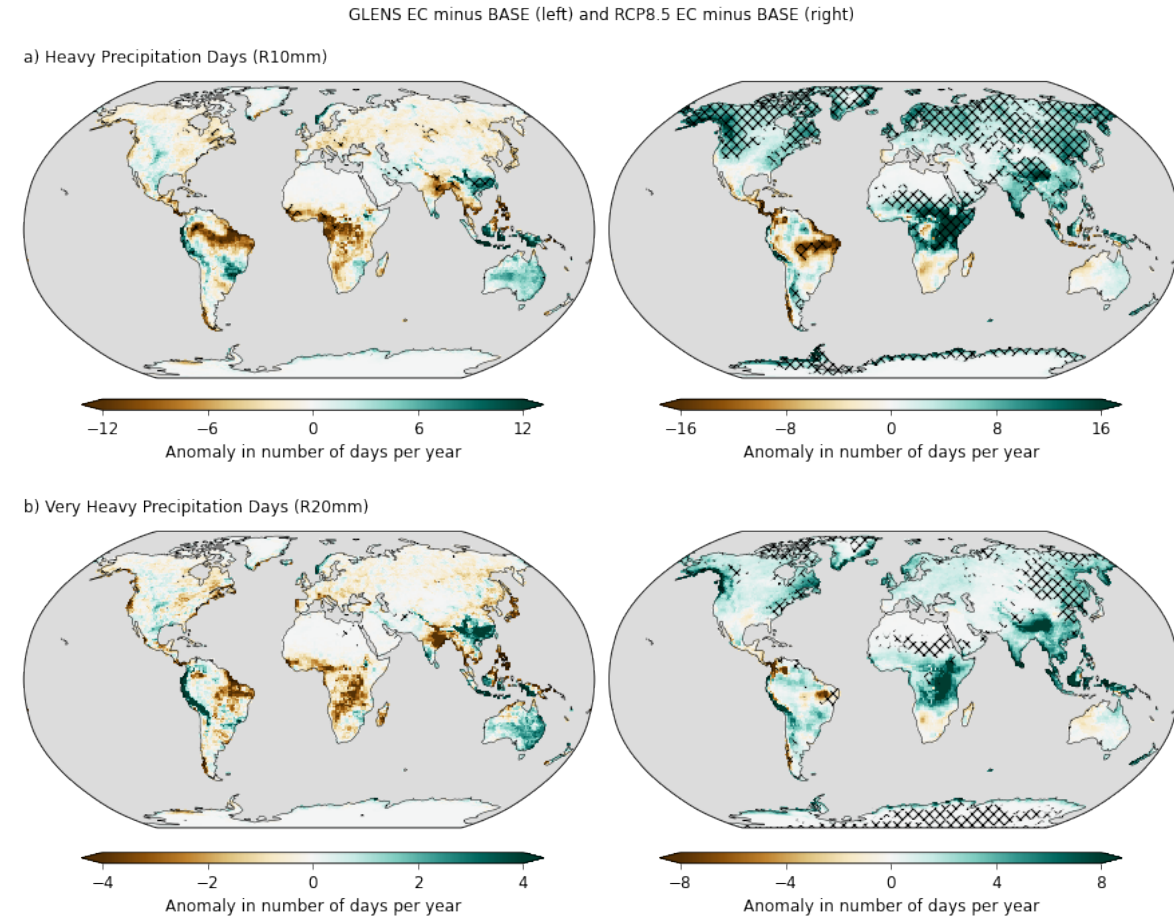 GLENS EC minus BASE (left) and RCP8.5 EC minus BASE (right)
a) Heavy Precipitation Days (R10mm)
−12 −6 0 6 12
Anomaly in number of days per year
−16 −8 0 8 16
Anomaly in number of days per year
b) Very Heavy Precipitation Days (R20mm)
−4 −2 0 2 4
Anomaly in number of days per year
−8 −4 0 4 8
Anomaly in number of days per year